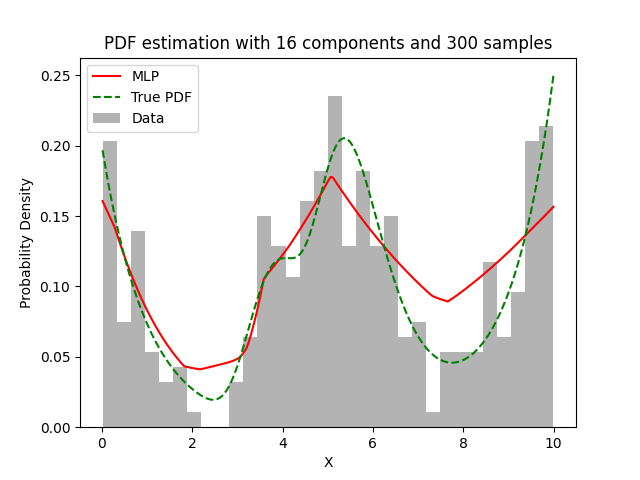 PDF estimation with 16 components and 300 samples
MLP
True PDF
Data
Probability Density
0.25
0.20
0.15
0.10
0.05
0.00
0
2
4
6
8
10
X